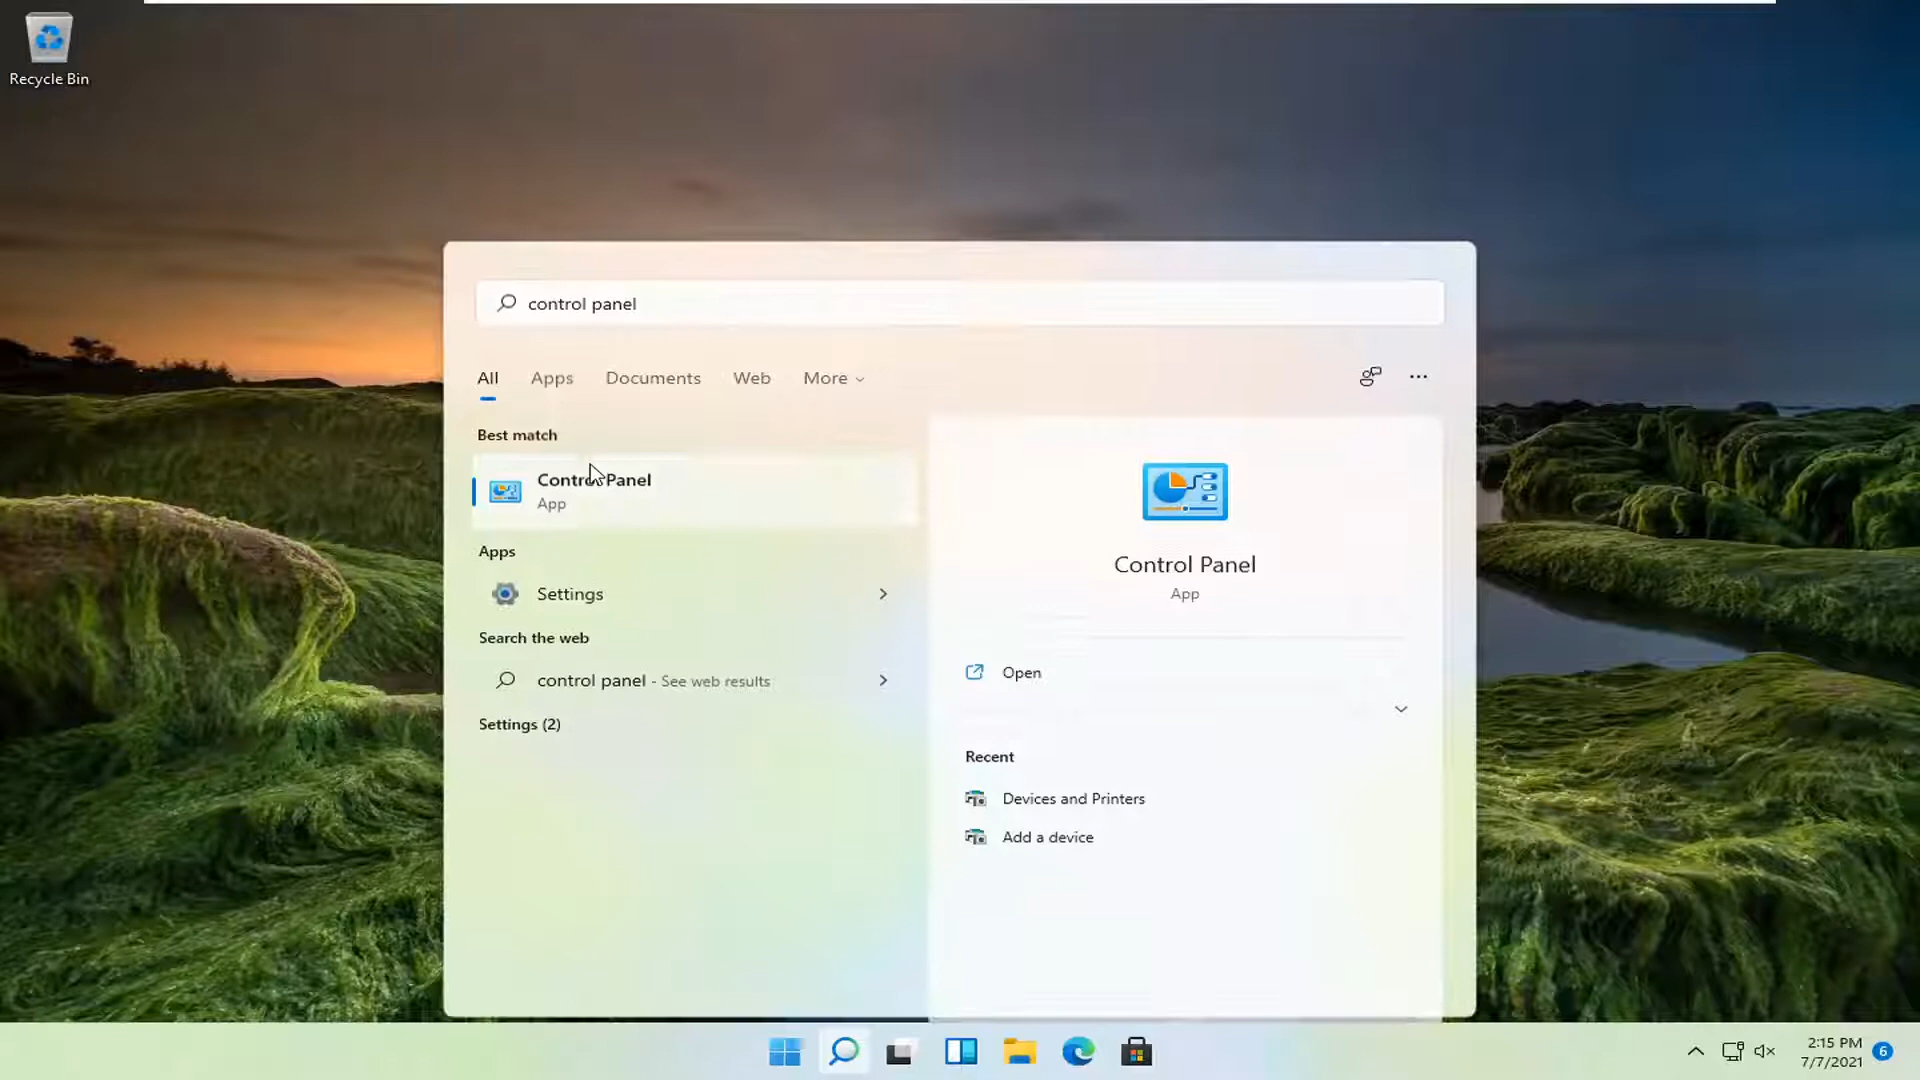 Recycle Bin
control panel
All Apps Documents Web More
Best match
Control Panel
App
Apps
Settings
Search the web
control panel - See web results
Settings (2)
Control Panel
App
Open
Recent
Devices and Printers
Add a device
2:15 PM
7/7/2021
6